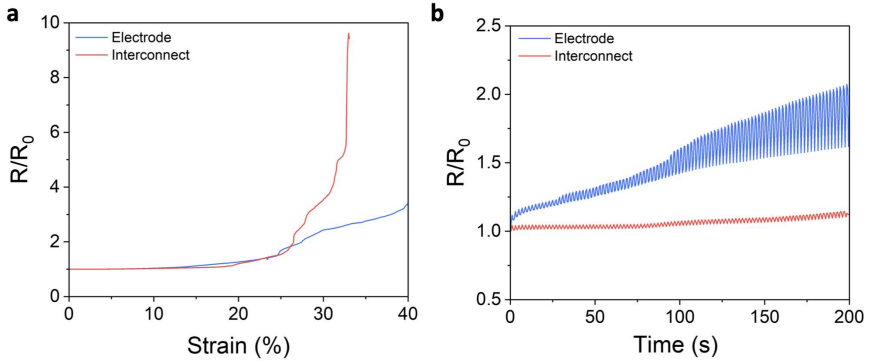 a
Electrode
Interconnect
R/R0
10
8
6
4
2
0
0 10 20 30 40
Strain (%)
b
Electrode
Interconnect
R/R0
2.5
2.0
1.5
1.0
0.5
0 50 100 150 200
Time (s)